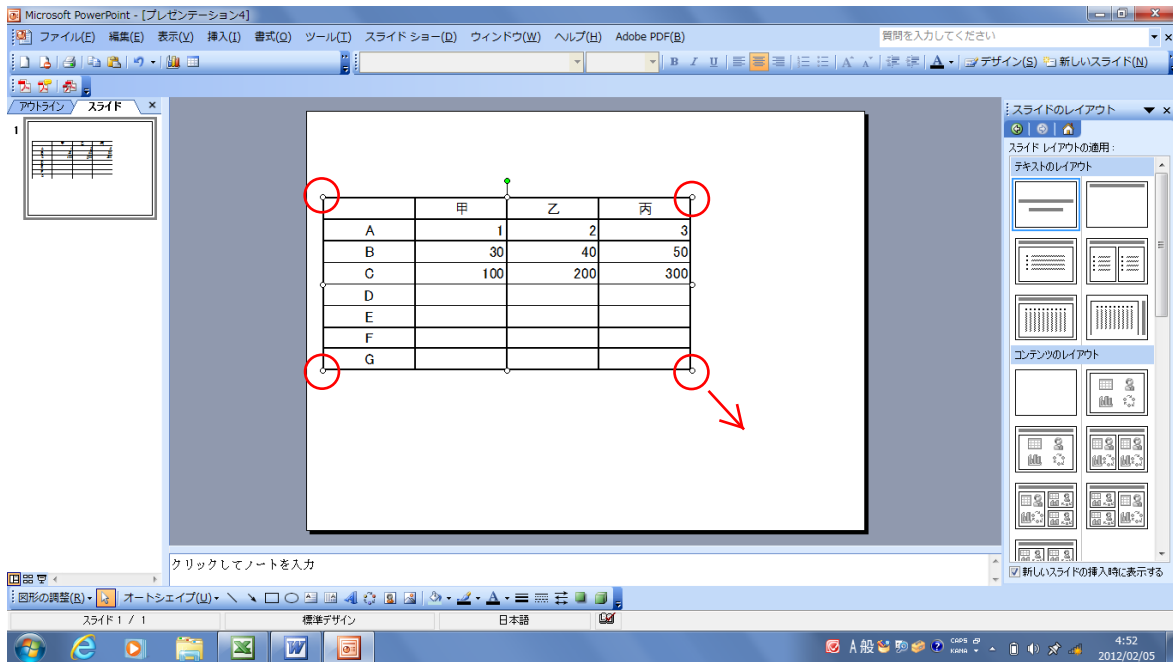 Microsoft PowerPoint - [プレゼンテーション4]
ファイル(F) 編集(E) 表示(V) 挿入(I) 書式(O) ツール(T) スライド ショー(D) ウィンドウ(W) ヘルプ(H) Adobe PDF(B) 質問を入力してください
B I U デザイン(S) 新しいスライド(N)
アウトライン スライド
1
甲 乙 丙
A 1 2 3
B 30 40 50
C 100 200 300
D
E
F
G
スライドのレイアウト
スライド レイアウトの適用:
テキストのレイアウト
コンテンツのレイアウト
新しいスライドの挿入時に表示する
クリックしてノートを入力
図形の調整(R) オートシェイプ(U)
スライド 1 / 1 標準デザイン 日本語
A 般 CAPS KANA 4:52
2012/02/05